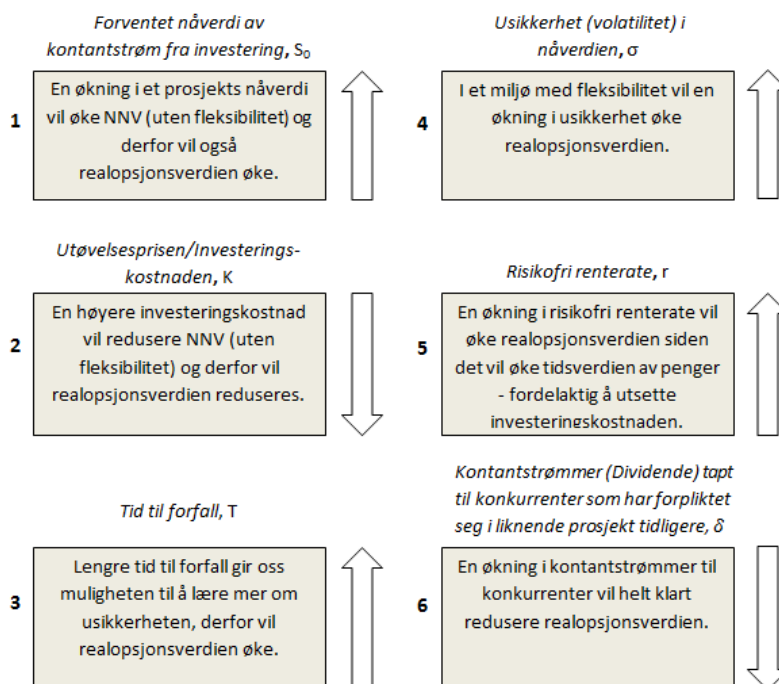 Forventet nåverdi av
kontantstrøm fra investering, S₀
1
En økning i et prosjekts nåverdi
vil øke NNV (uten fleksibilitet) og
derfor vil også
realopsjonsverdien øke.
Utøvelsesprisen/Investerings-
kostnaden, K
2
En høyere investeringskostnad
vil redusere NNV (uten
fleksibilitet) og derfor vil
realopsjonsverdien reduseres.
Tid til forfall, T
3
Lengre tid til forfall gir oss
muligheten til å lære mer om
usikkerheten, derfor vil
realopsjonsverdien øke.
Usikkerhet (volatilitet) i
nåverdien, σ
4
I et miljø med fleksibilitet vil en
økning i usikkerhet øke
realopsjonsverdien.
Risikofri renterate, r
5
En økning i risikofri renterate vil
øke realopsjonsverdien siden
det vil øke tidsverdien av penger
- fordelaktig å utsette
investeringskostnaden.
Kontantstrømmer (Dividende) tapt
til konkurrenter som har forpliktet
seg i liknende prosjekt tidligere, δ
6
En økning i kontantstrømmer til
konkurrenter vil helt klart
redusere realopsjonsverdien.